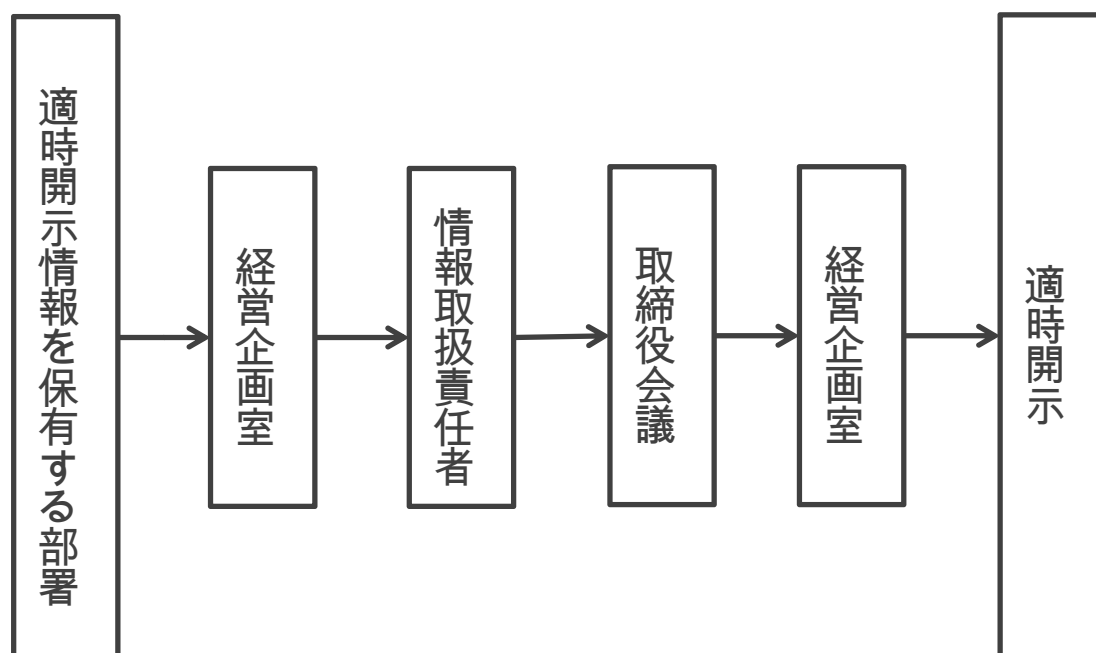 適時開示情報を保有する部署
経営企画室
情報取扱責任者
取締役会議
経営企画室
適時開示